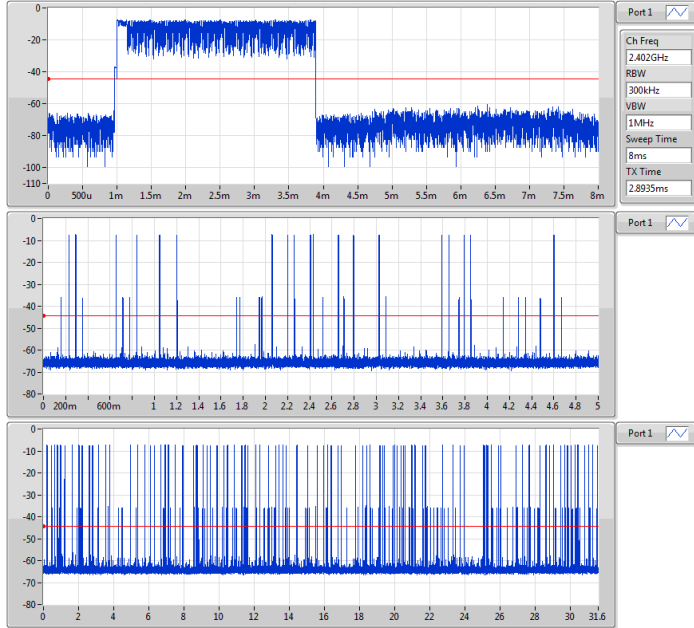 0
-20
-40
-60
-80
-100
-110
0 500u 1m 1.5m 2m 2.5m 3m 3.5m 4m 4.5m 5m 5.5m 6m 6.5m 7m 7.5m 8m
Port 1
Ch Freq
2.402GHz
RBW
300kHz
VBW
1MHz
Sweep Time
8ms
TX Time
2.8935ms
0
-10
-20
-30
-40
-50
-60
-70
-80
0 200m 600m 1 1.2 1.4 1.6 1.8 2 2.2 2.4 2.6 2.8 3 3.2 3.4 3.6 3.8 4 4.2 4.4 4.6 4.8 5
Port 1
0
-10
-20
-30
-40
-50
-60
-70
-80
0 2 4 6 8 10 12 14 16 18 20 22 24 26 28 30 31.6
Port 1